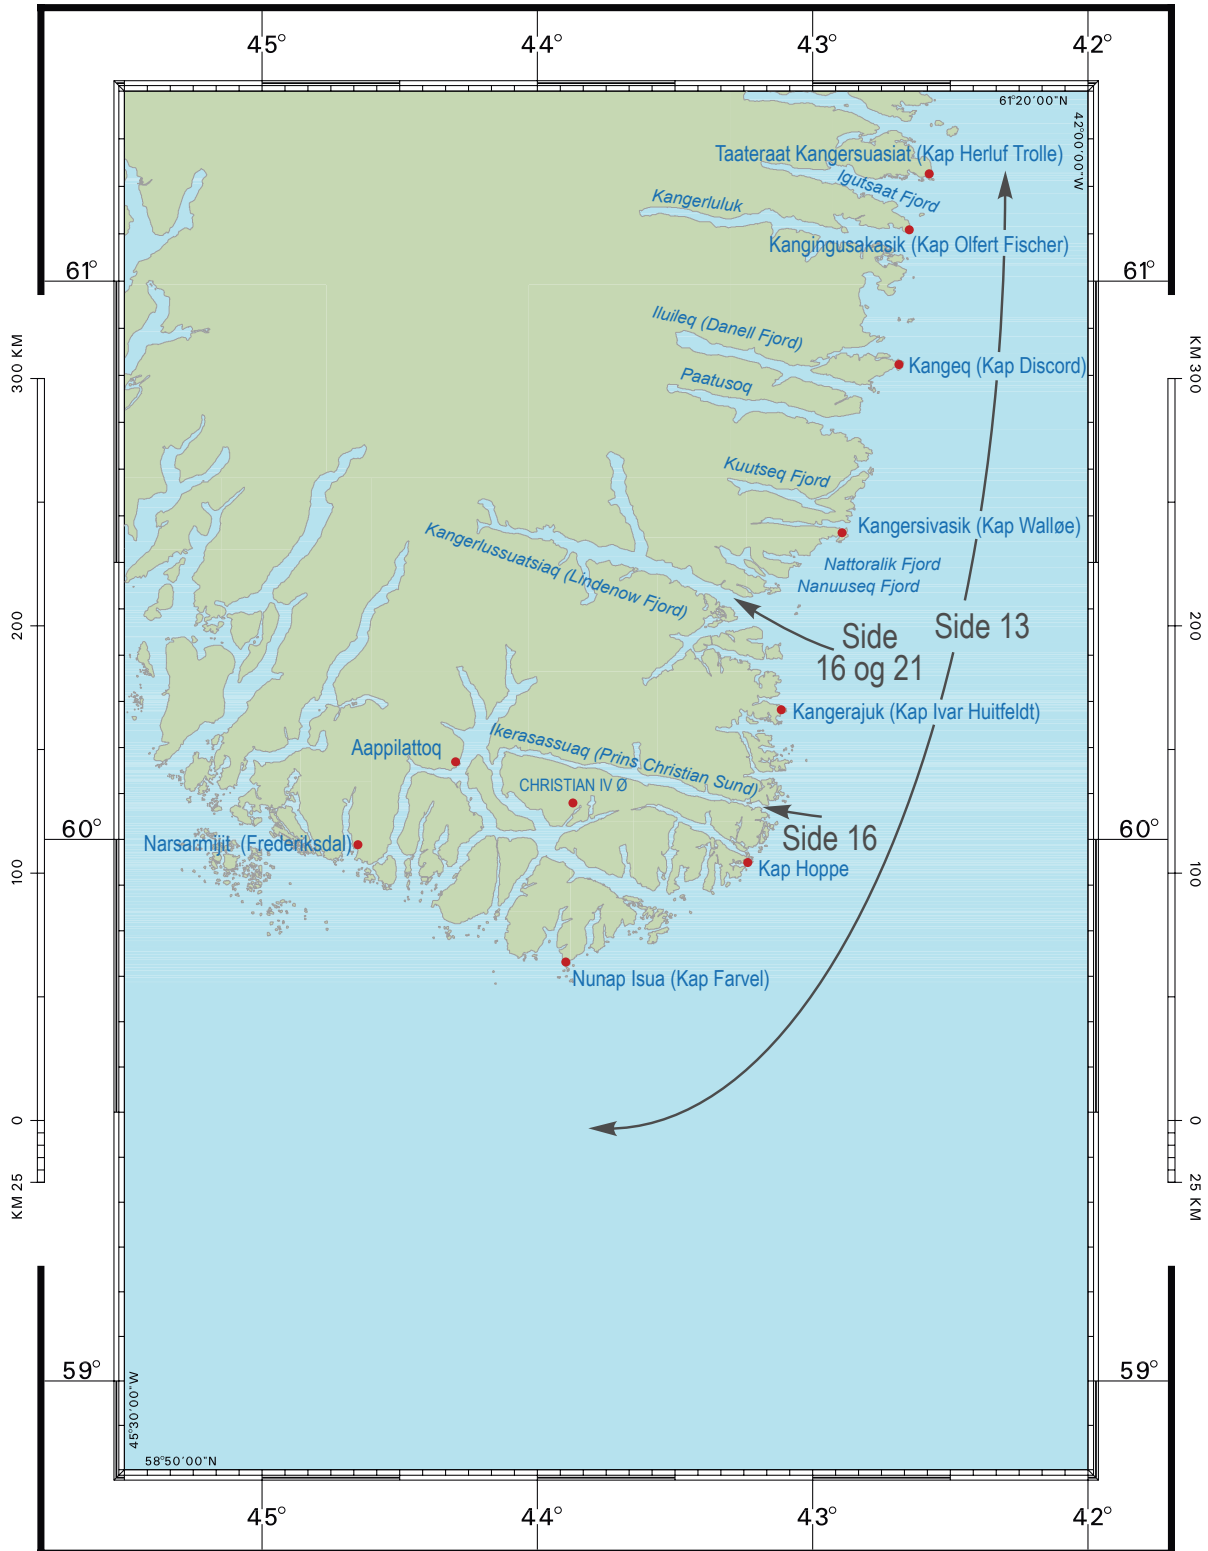 45° 44° 43° 42°
61°20'00"N
42°00'00"W
Taateraat Kangersuasiat (Kap Herluf Trolle)
Igutsaat Fjord
Kangerluluk
Kangingusakasik (Kap Olfert Fischer)
61° 61°
Iluileq (Danell Fjord)
300 KM
KM 300
Kangeq (Kap Discord)
Paatusoq
Kuutseq Fjord
Kangersivasik (Kap Walløe)
Kangerlussuatsiaq (Lindenow Fjord)
Nattoralik Fjord
Nanuuseq Fjord
200 200
Side
16 og 21
Side 13
Kangerajuk (Kap Ivar Huitfeldt)
Ikerasassuaq (Prins Christian Sund)
Aappilattoq
CHRISTIAN IV Ø
60° 60°
Side 16
Narsarmijit (Frederiksdal)
Kap Hoppe
100 100
Nunap Isua (Kap Farvel)
0 0
KM 25
25 KM
59° 59°
45°30'00"W
58°50'00"N
45° 44° 43° 42°